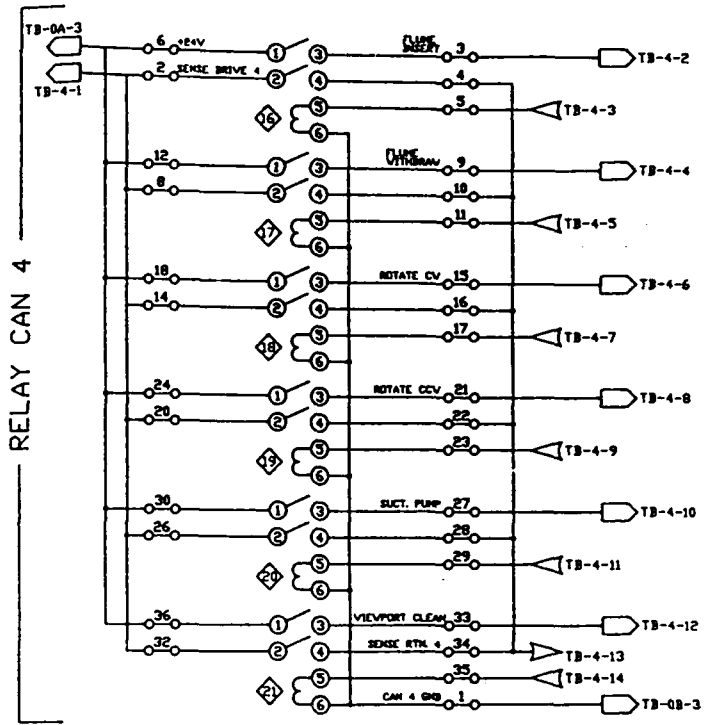 RELAY CAN 4
TB-0A-3
TB-4-1
6 +24V 1 3 FLUME INSERT 3 TB-4-2
2 SENSE DRIVE 4 2 4 4
16 5 5 TB-4-3
6
12 1 3 FLUME WITHDRAW 9 TB-4-4
8 2 4 10
17 5 11 TB-4-5
6
18 1 3 ROTATE CV 15 TB-4-6
14 2 4 16
18 5 17 TB-4-7
6
24 1 3 ROTATE CCV 21 TB-4-8
20 2 4 22
19 5 23 TB-4-9
6
30 1 3 SUCT. PUMP 27 TB-4-10
26 2 4 28
20 5 29 TB-4-11
6
36 1 3 VIEWPORT CLEAN 33 TB-4-12
32 2 4 SENSE RTN 4 34 TB-4-13
21 5 35 TB-4-14
6 CAN 4 GND 1 TB-0B-3